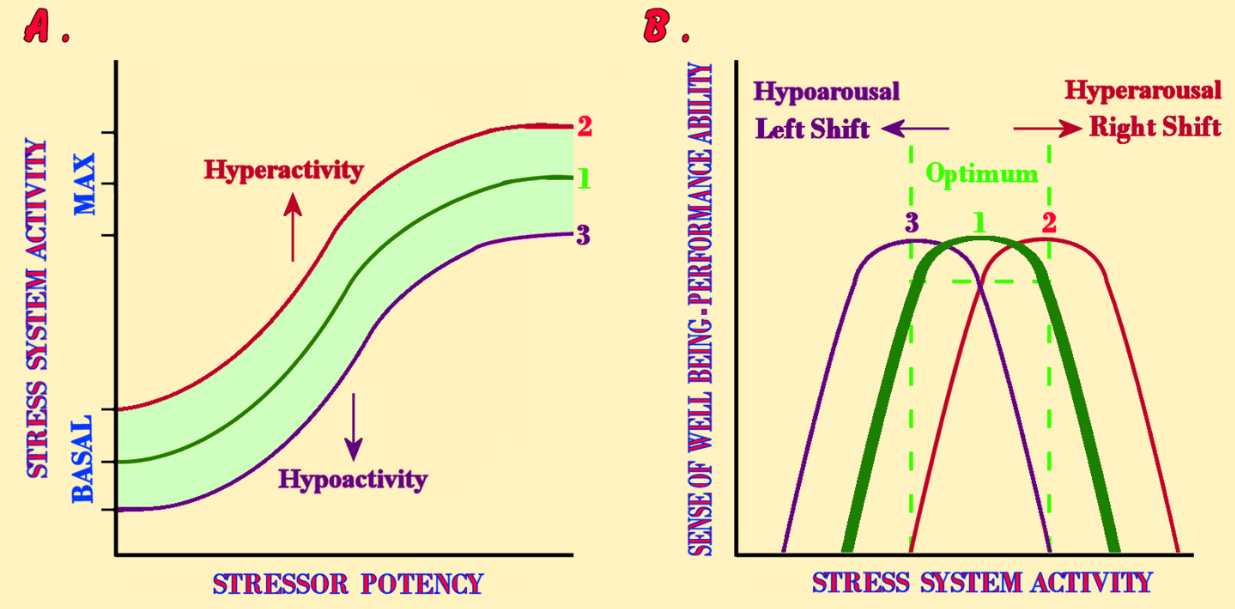 A.
STRESS SYSTEM ACTIVITY
MAX
BASAL
Hyperactivity
Hypoactivity
2
1
3
STRESSOR POTENCY
B.
SENSE OF WELL BEING-PERFORMANCE ABILITY
Hypoarousal
Left Shift
Hyperarousal
Right Shift
Optimum
3
1
2
STRESS SYSTEM ACTIVITY